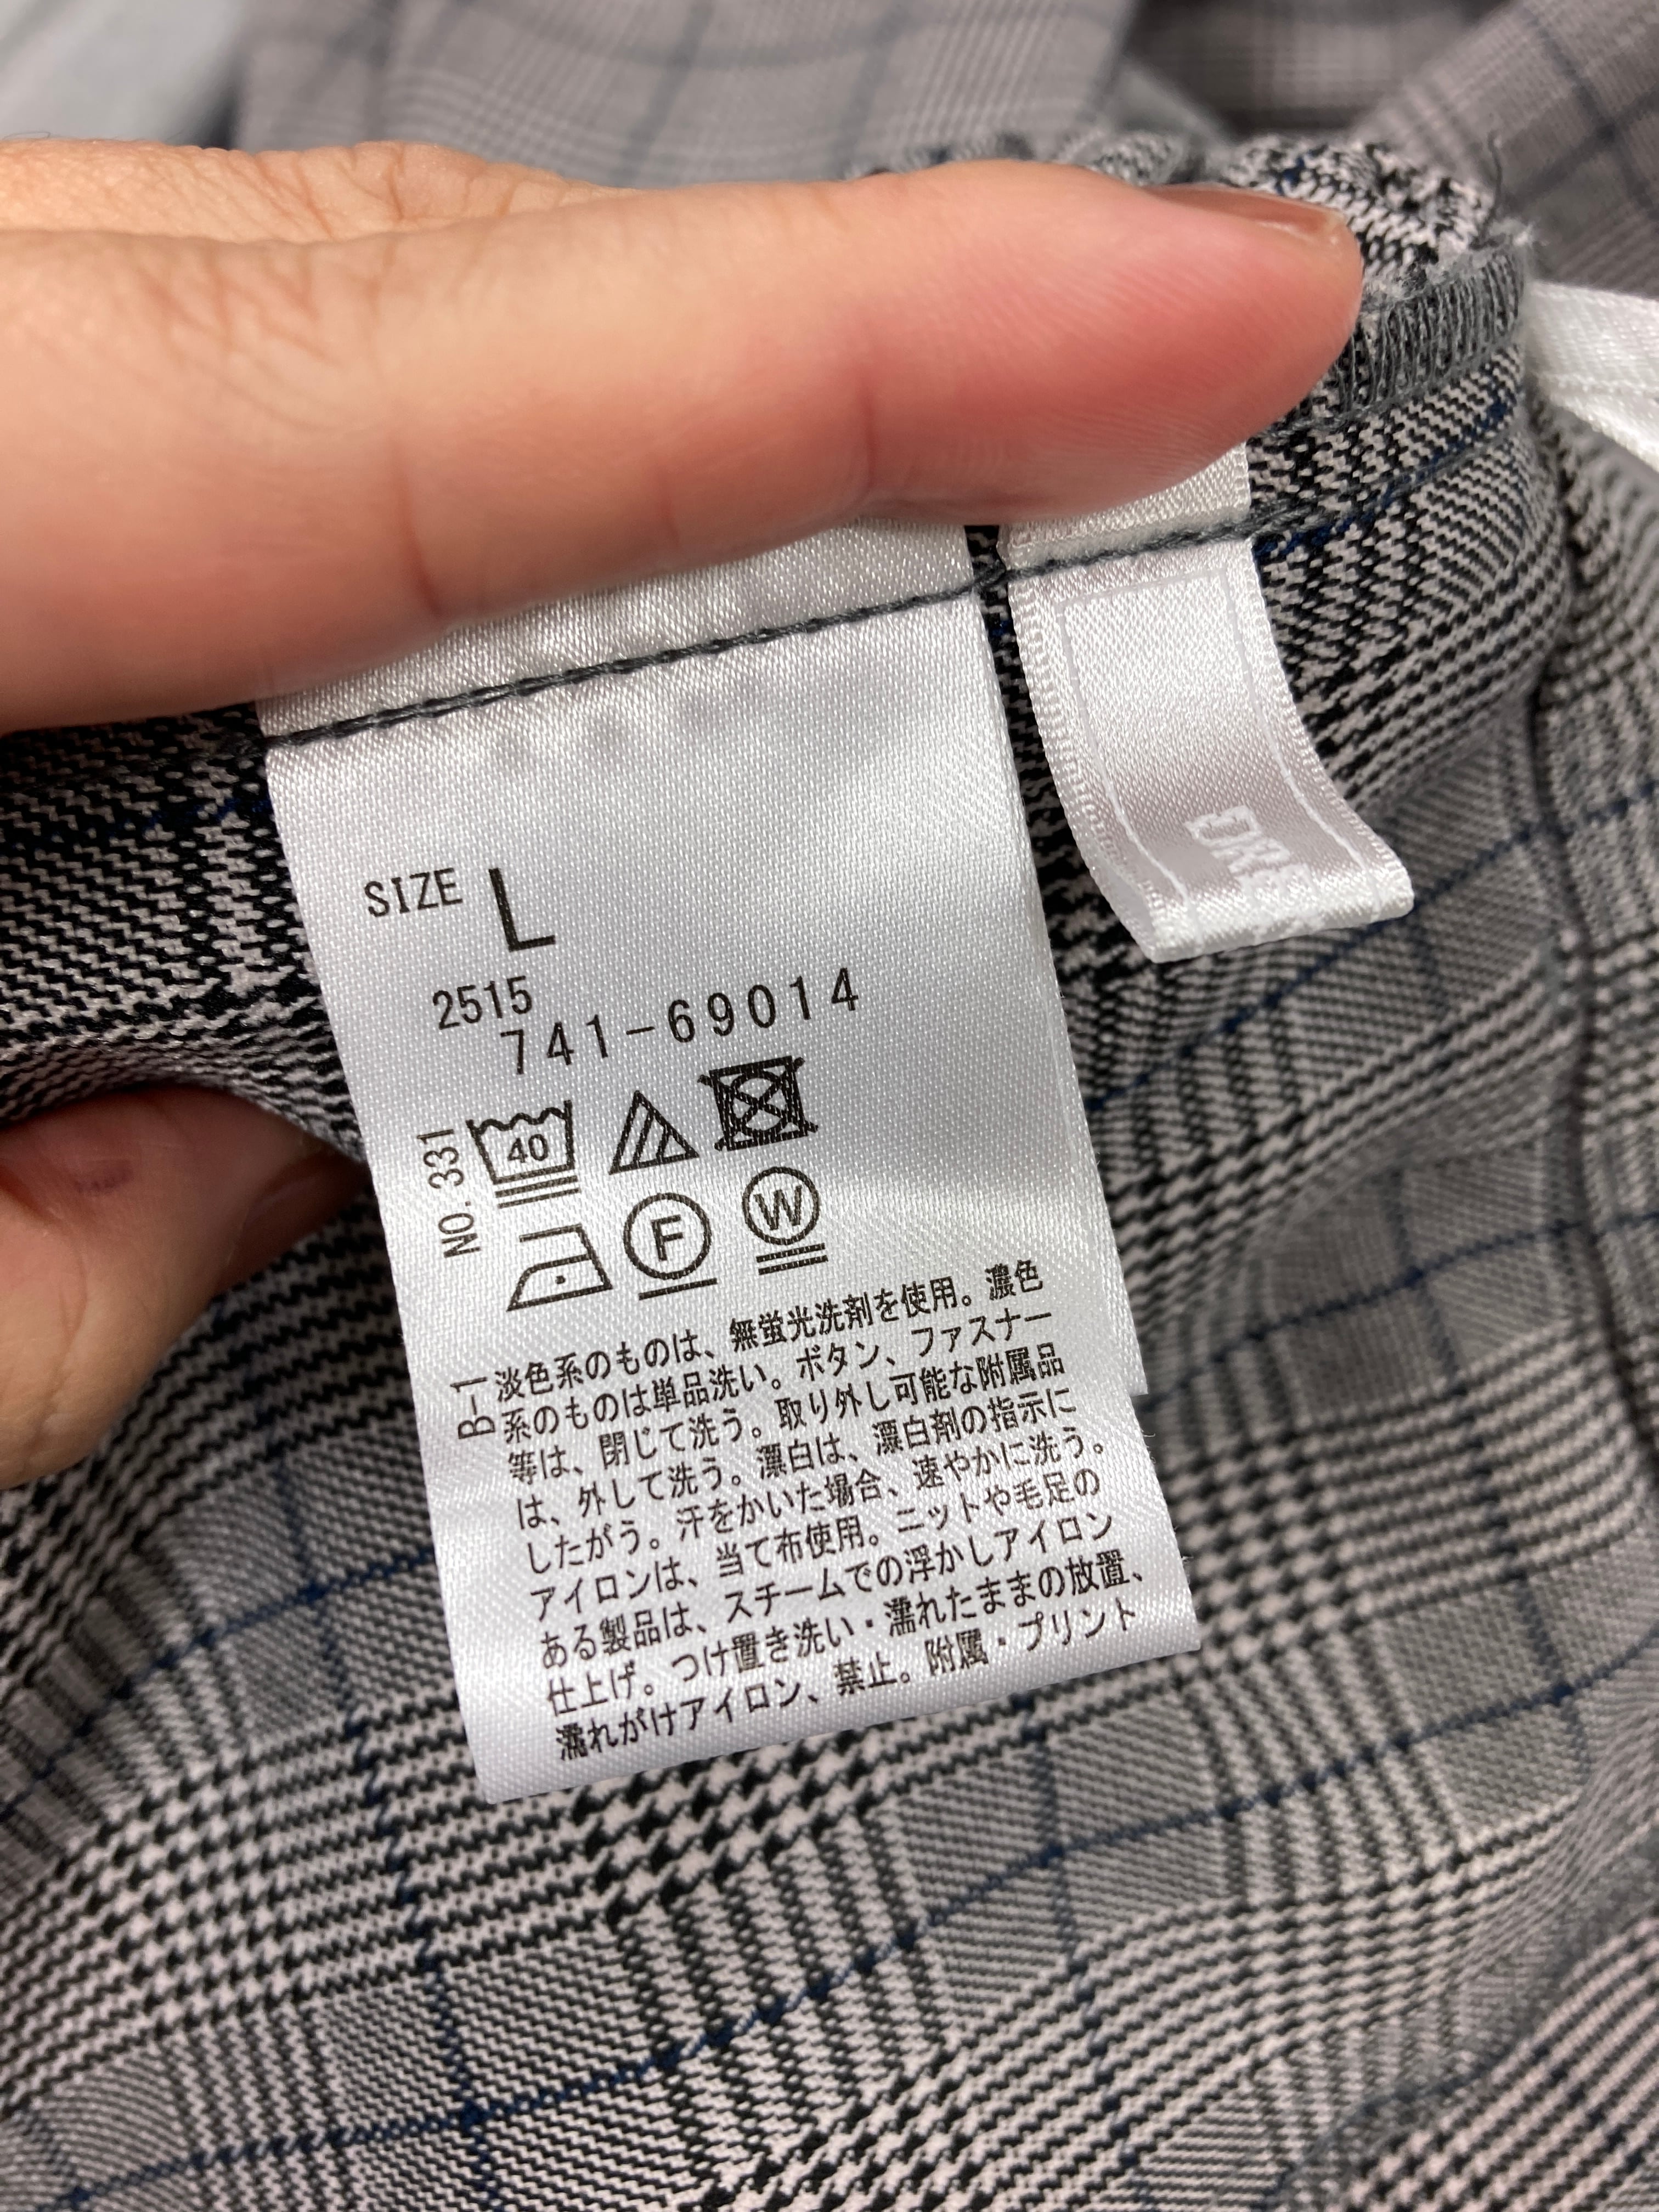 SIZE L
2515
741-69014
NO. 331
40
F
W
B-1
淡色系のものは、無蛍光洗剤を使用。濃色
系のものは単品洗い。ボタン、ファスナー
等は、閉じて洗う。取り外し可能な附属品
は、外して洗う。漂白は、漂白剤の指示に
したがう。汗をかいた場合、速やかに洗う。
アイロンは、当て布使用。ニットや毛足の
ある製品は、スチームでの浮かしアイロン
仕上げ。つけ置き洗い・濡れたままの放置、
濡れがけアイロン、禁止。附属・プリント